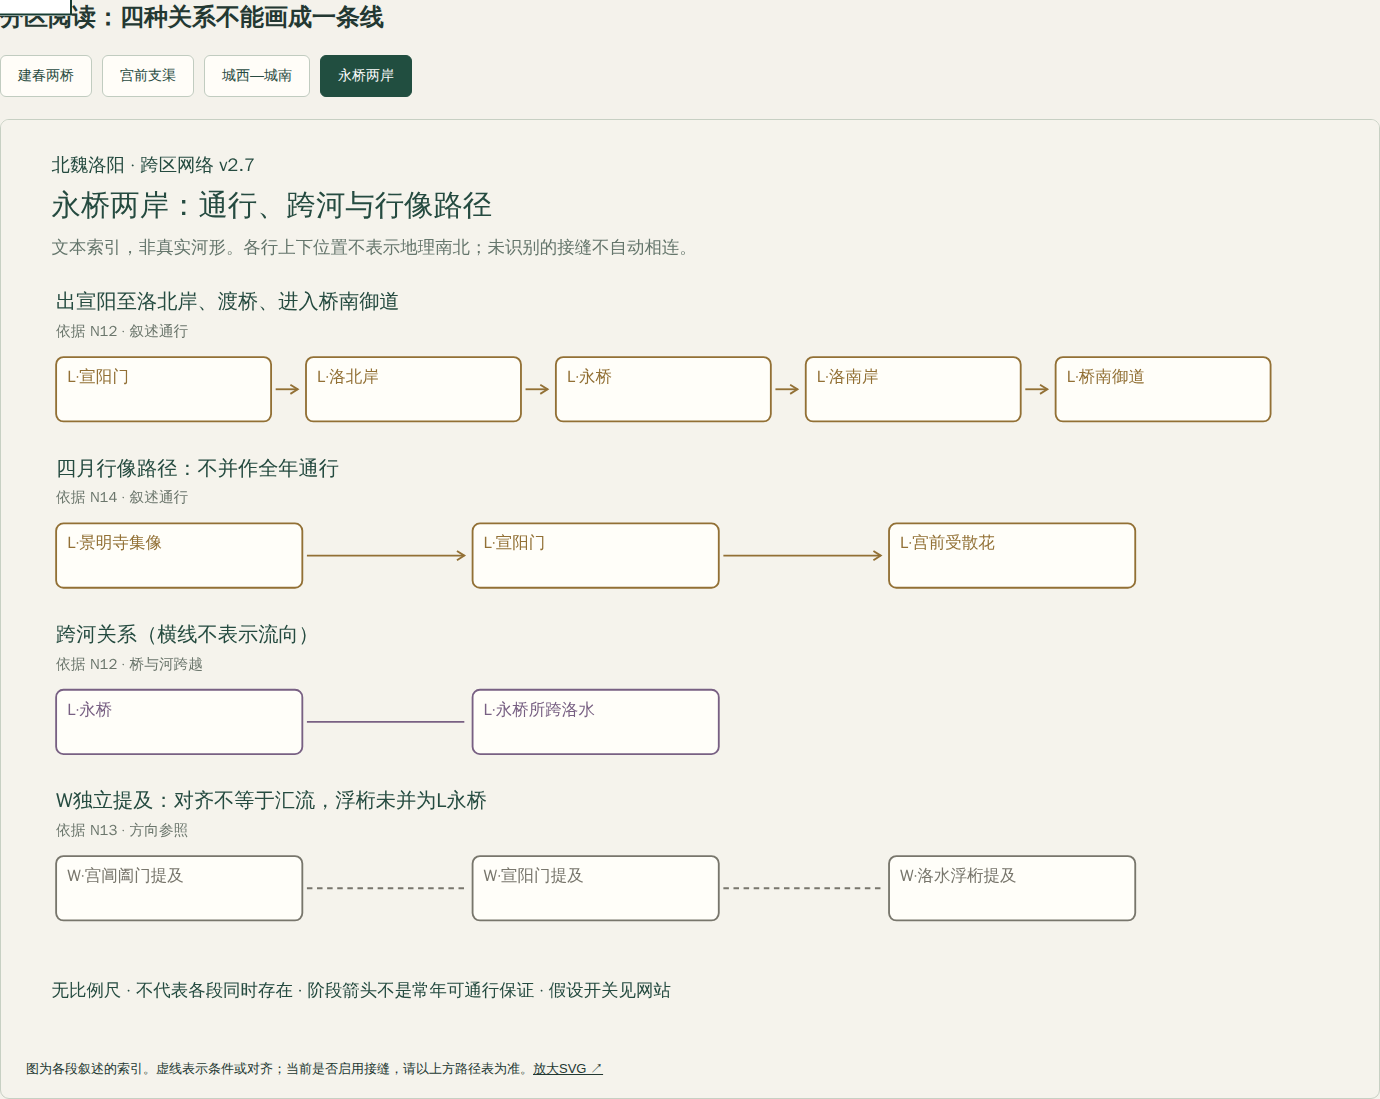 分区阅读：四种关系不能画成一条线
建春两桥
宫前支渠
城西—城南
永桥两岸
北魏洛阳 · 跨区网络 v2.7
永桥两岸：通行、跨河与行像路径
文本索引，非真实河形。各行上下位置不表示地理南北；未识别的接缝不自动相连。
出宣阳至洛北岸、渡桥、进入桥南御道
依据 N12 · 叙述通行
L·宣阳门
L·洛北岸
L·永桥
L·洛南岸
L·桥南御道
四月行像路径：不并作全年通行
依据 N14 · 叙述通行
L·景明寺集像
L·宣阳门
L·宫前受散花
跨河关系（横线不表示流向）
依据 N12 · 桥与河跨越
L·永桥
L·永桥所跨洛水
W独立提及：对齐不等于汇流，浮桁未并为L永桥
依据 N13 · 方向参照
W·宫阊阖门提及
W·宣阳门提及
W·洛水浮桁提及
无比例尺 · 不代表各段同时存在 · 阶段箭头不是常年可通行保证 · 假设开关见网站
图为各段叙述的索引。虚线表示条件或对齐；当前是否启用接缝，请以上方路径表为准。放大SVG ↗